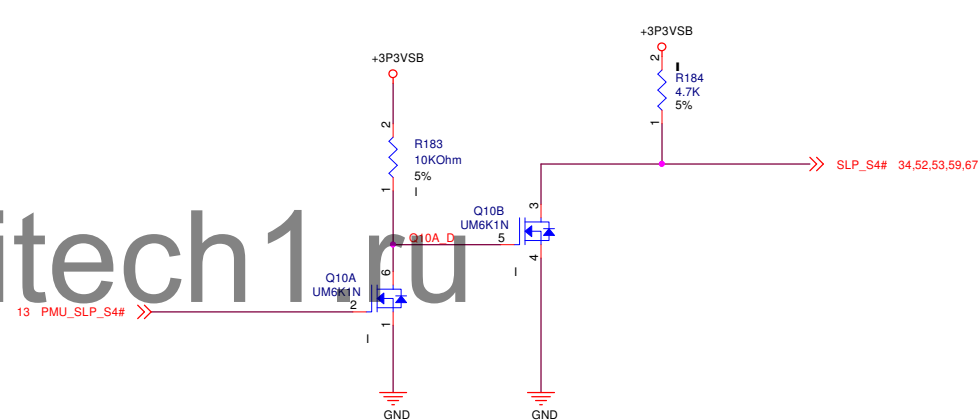 +3P3VSB
2
R184
4.7K
5%
1
+3P3VSB
2
R183
10KOhm
5%
1
I
SLP_S4# 34,52,53,59,67
Q10B
UM6K1N
3
5
4
I
Q10A_D
itech1.ru
Q10A
UM6K1N
6
2
1
I
13 PMU_SLP_S4#
GND
GND